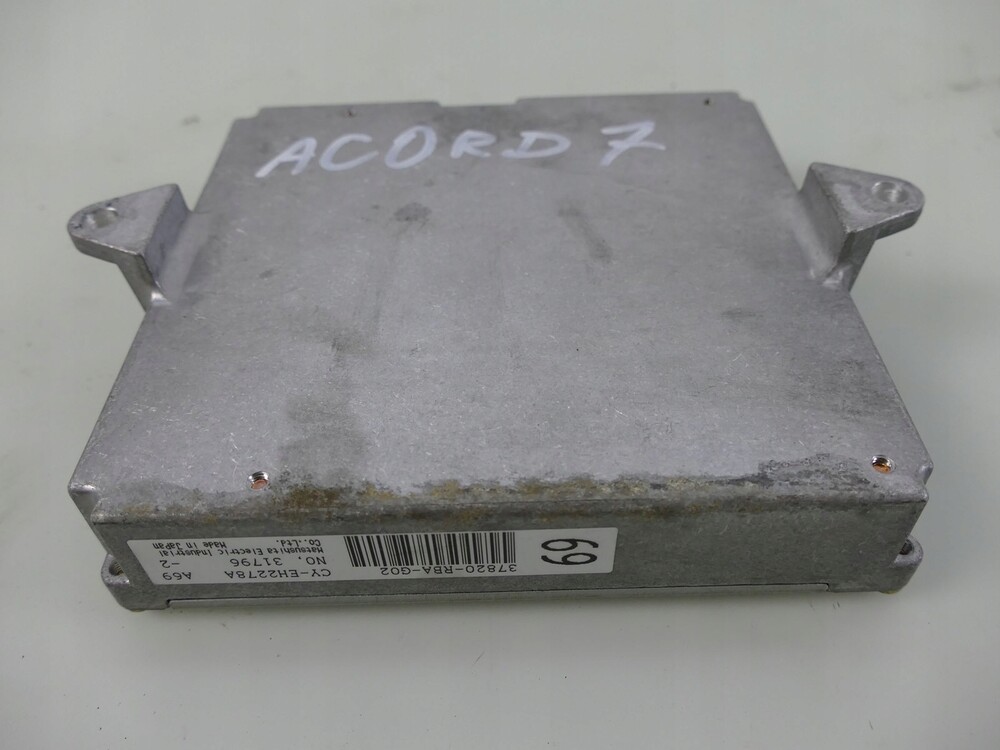 ACORD 7
69
37820-RBA-G02
CY-EH2278A A69
NO. 31796 -2
Matsushita Electric Industrial
Co.,Ltd. Made in Japan